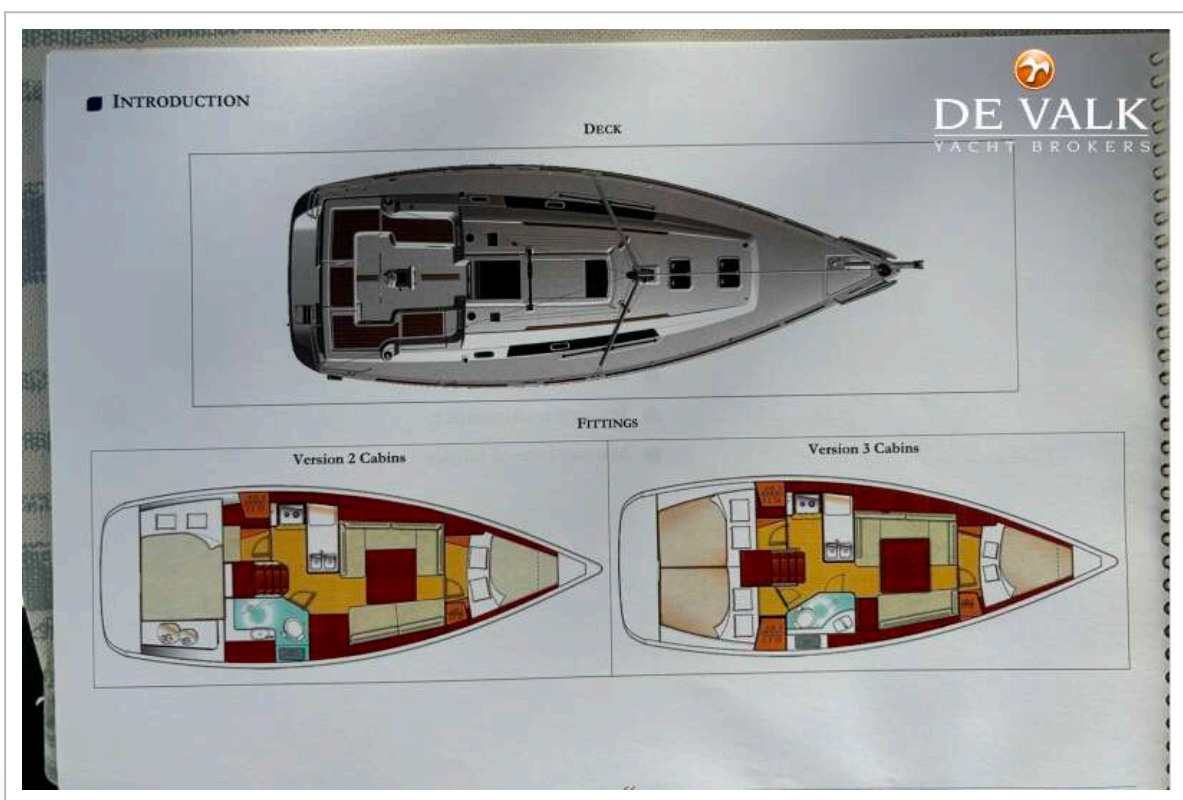 INTRODUCTION
DE VALK
YACHT BROKERS
DECK
FITTINGS
Version 2 Cabins
Version 3 Cabins